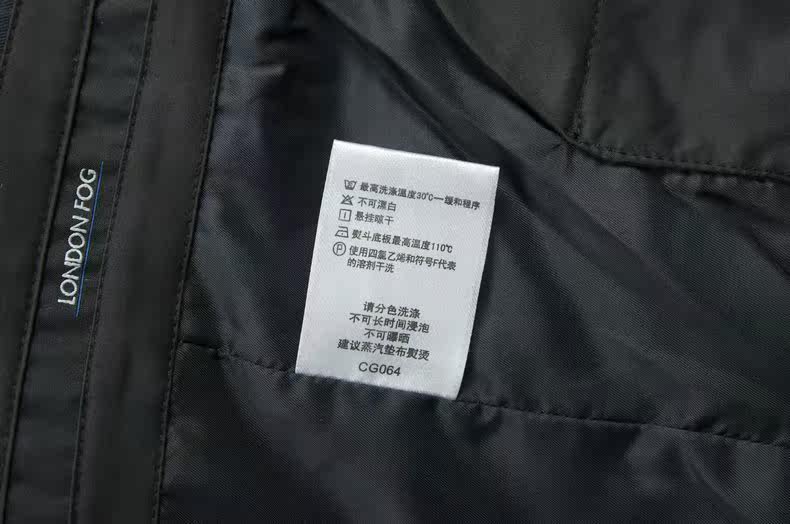 LONDON FOG
最高洗涤温度30℃—缓和程序
不可漂白
悬挂晾干
熨斗底板最高温度110℃
P 使用四氯乙烯和符号F代表
的溶剂干洗
请分色洗涤
不可长时间浸泡
不可曝晒
建议蒸汽垫布熨烫
CG064